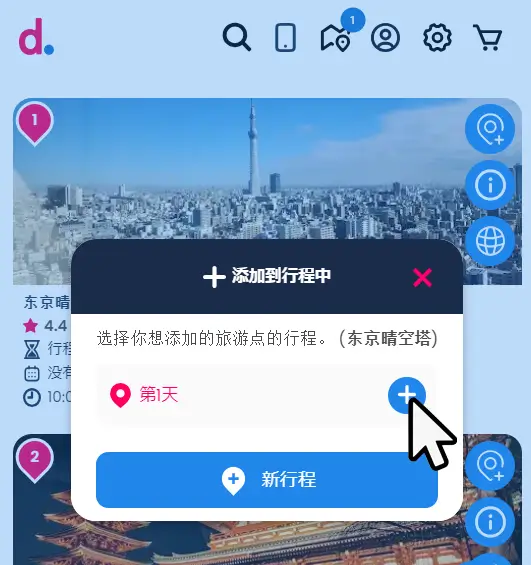 d.
1
1
添加到行程中
选择你想添加的旅游点的行程。 (东京晴空塔)
第1天
新行程
东京晴
4.4
行程
没有
10:0
2